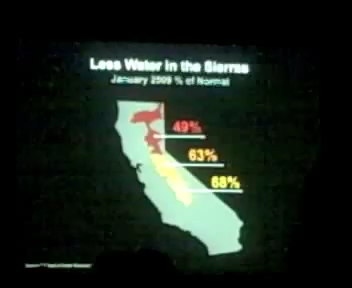 Less Water in the Sierras
January 2009 % of Normal
49%
63%
68%